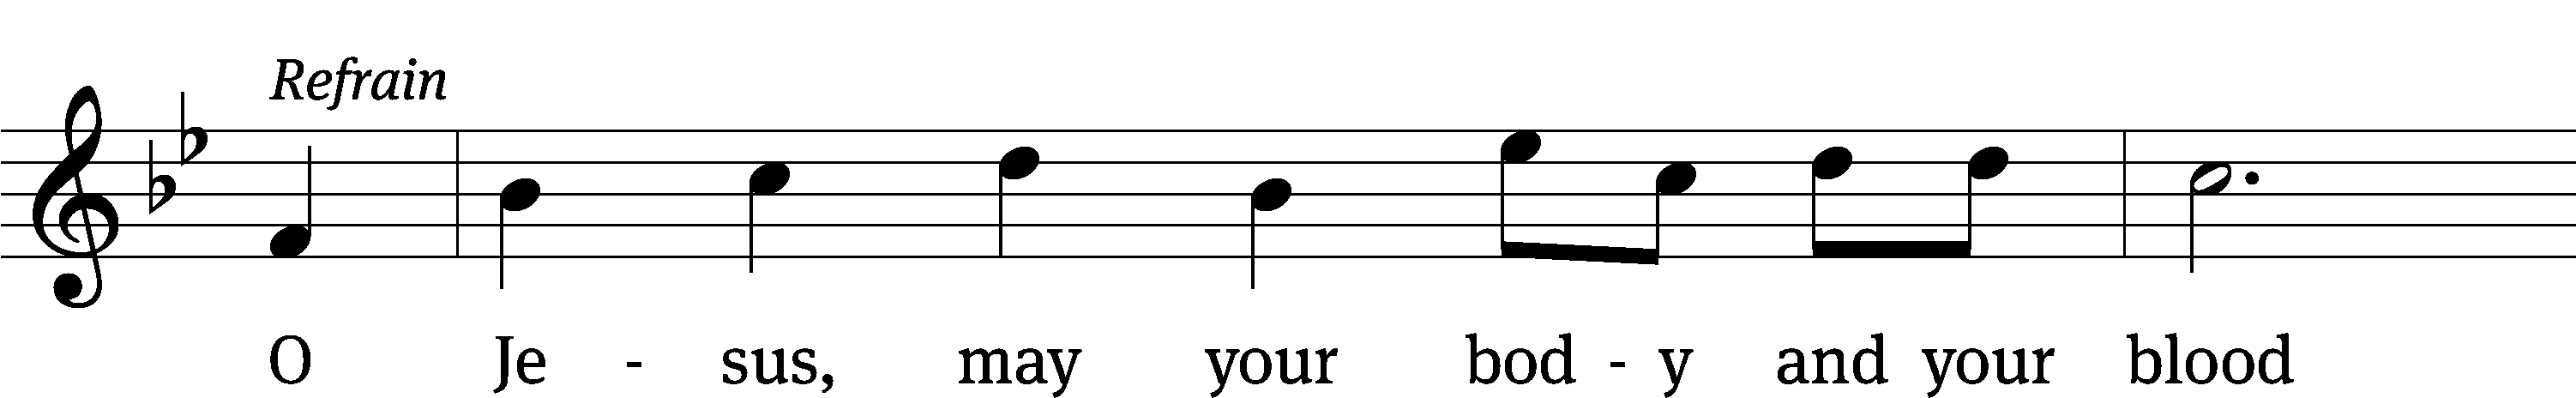 Refrain
O Je - sus, may your bod - y and your blood